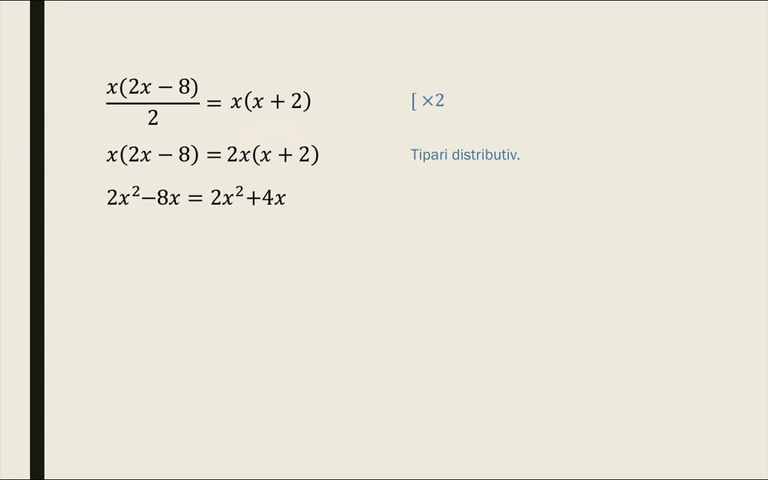 x(2x − 8)/2 = x(x + 2) [ ×2
x(2x − 8) = 2x(x + 2) Tipari distributiv.
2x²−8x = 2x²+4x